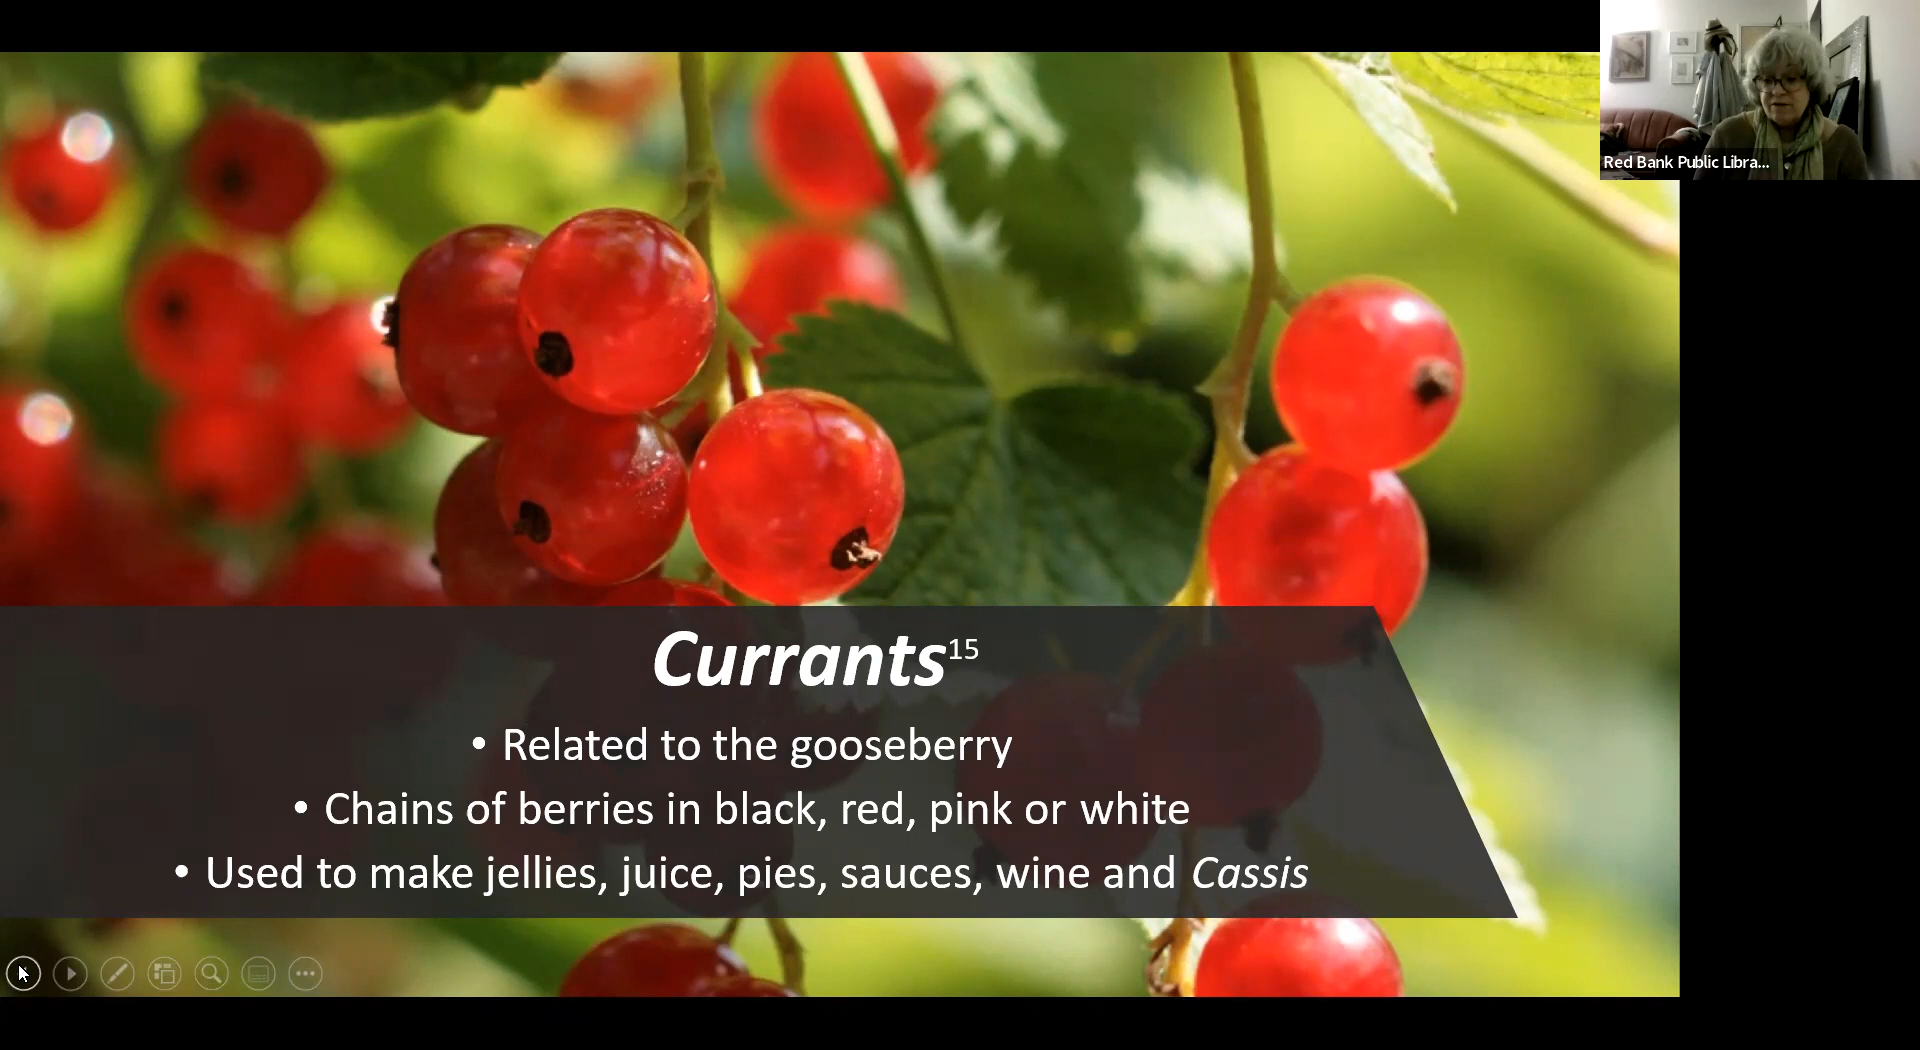 Red Bank Public Libra...
Currants15
• Related to the gooseberry
• Chains of berries in black, red, pink or white
• Used to make jellies, juice, pies, sauces, wine and Cassis